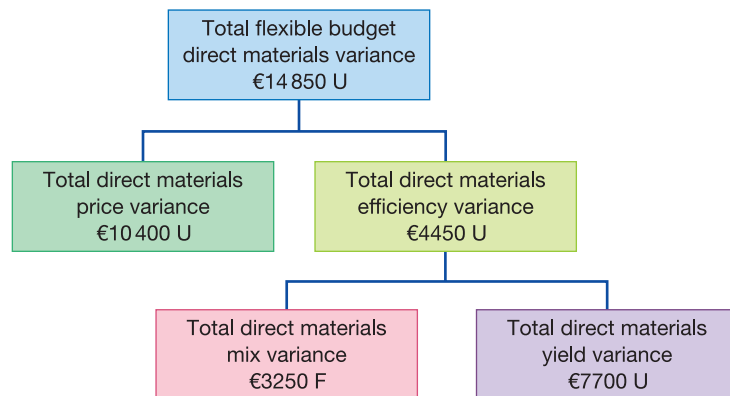 Total flexible budget
direct materials variance
€14 850 U
Total direct materials
price variance
€10 400 U
Total direct materials
efficiency variance
€4450 U
Total direct materials
mix variance
€3250 F
Total direct materials
yield variance
€7700 U